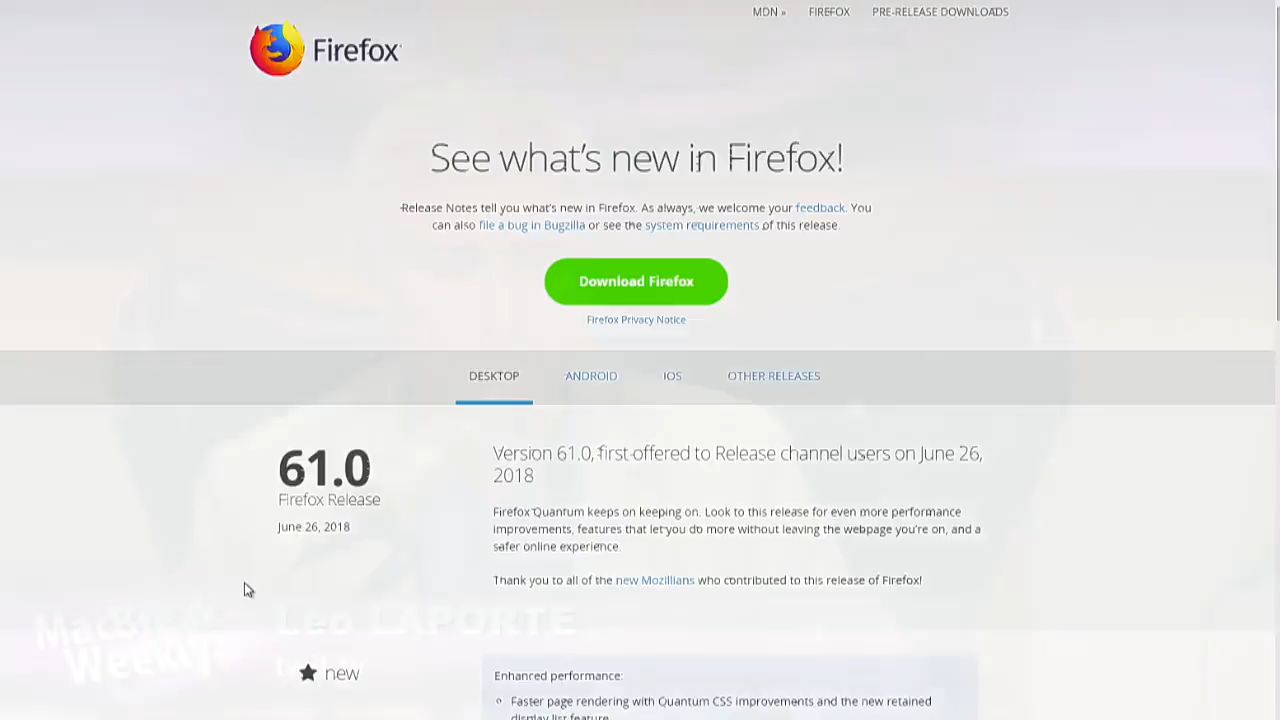 MDN » FIREFOX PRE-RELEASE DOWNLOADS
Firefox
See what's new in Firefox!
Release Notes tell you what's new in Firefox. As always, we welcome your feedback. You
can also file a bug in Bugzilla or see the system requirements of this release.
Download Firefox
Firefox Privacy Notice
DESKTOP ANDROID IOS OTHER RELEASES
61.0
Firefox Release
June 26, 2018
Version 61.0, first offered to Release channel users on June 26,
2018
Firefox Quantum keeps on keeping on. Look to this release for even more performance
improvements, features that let you do more without leaving the webpage you're on, and a
safer online experience.
Thank you to all of the new Mozillians who contributed to this release of Firefox!
Leo LAPORTE
Weekly
new
Enhanced performance:
Faster page rendering with Quantum CSS improvements and the new retained
display list feature